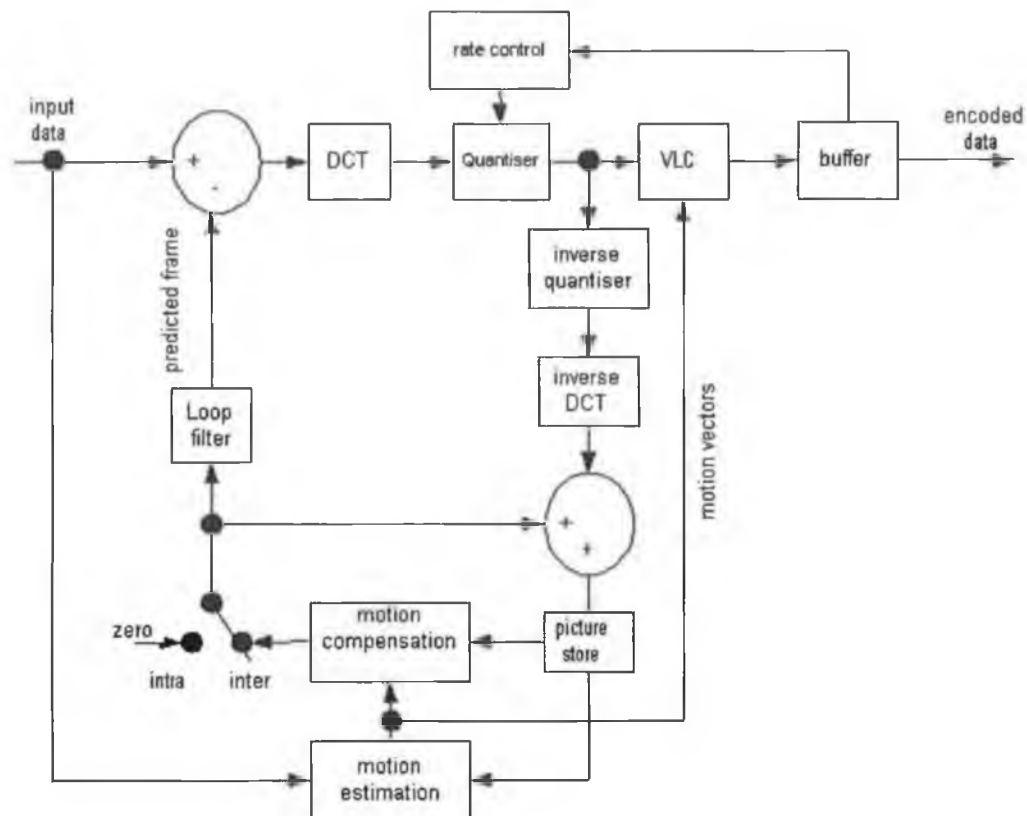 rate control
input
data
encoded
data
+
-
DCT
Quantiser
VLC
buffer
predicted frame
inverse
quantiser
inverse
DCT
motion vectors
Loop
filter
+
+
zero
intra
inter
motion
compensation
picture
store
motion
estimation